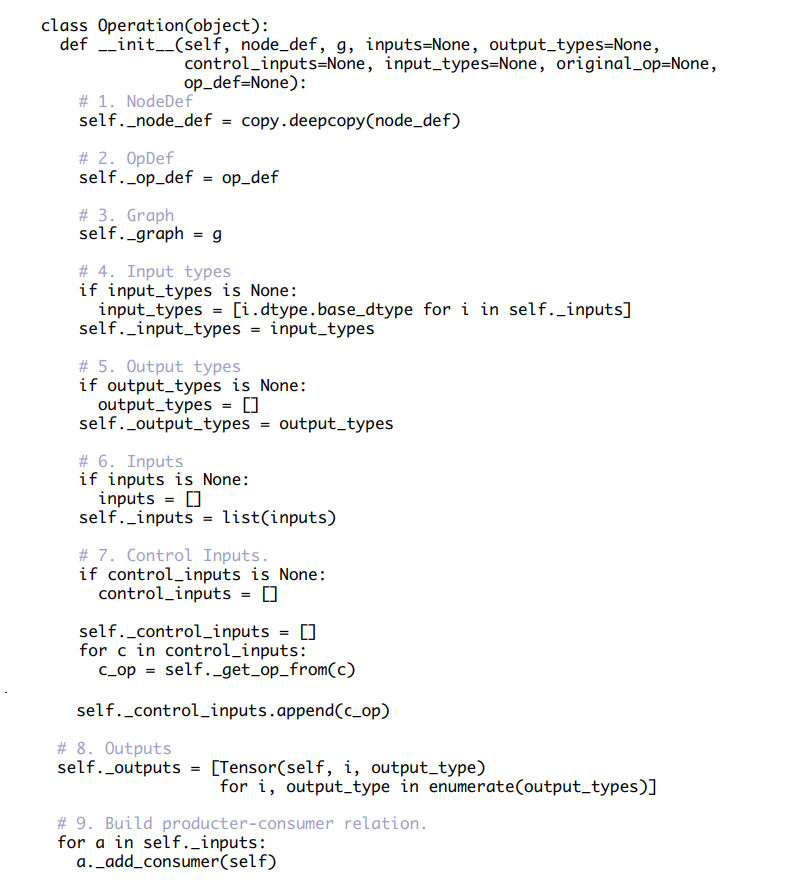 class Operation(object):
  def __init__(self, node_def, g, inputs=None, output_types=None,
               control_inputs=None, input_types=None, original_op=None,
               op_def=None):
    # 1. NodeDef
    self._node_def = copy.deepcopy(node_def)

    # 2. OpDef
    self._op_def = op_def

    # 3. Graph
    self._graph = g

    # 4. Input types
    if input_types is None:
      input_types = [i.dtype.base_dtype for i in self._inputs]
    self._input_types = input_types

    # 5. Output types
    if output_types is None:
      output_types = []
    self._output_types = output_types

    # 6. Inputs
    if inputs is None:
      inputs = []
    self._inputs = list(inputs)

    # 7. Control Inputs.
    if control_inputs is None:
      control_inputs = []

    self._control_inputs = []
    for c in control_inputs:
      c_op = self._get_op_from(c)

    self._control_inputs.append(c_op)

  # 8. Outputs
  self._outputs = [Tensor(self, i, output_type)
                   for i, output_type in enumerate(output_types)]

  # 9. Build producter-consumer relation.
  for a in self._inputs:
    a._add_consumer(self)